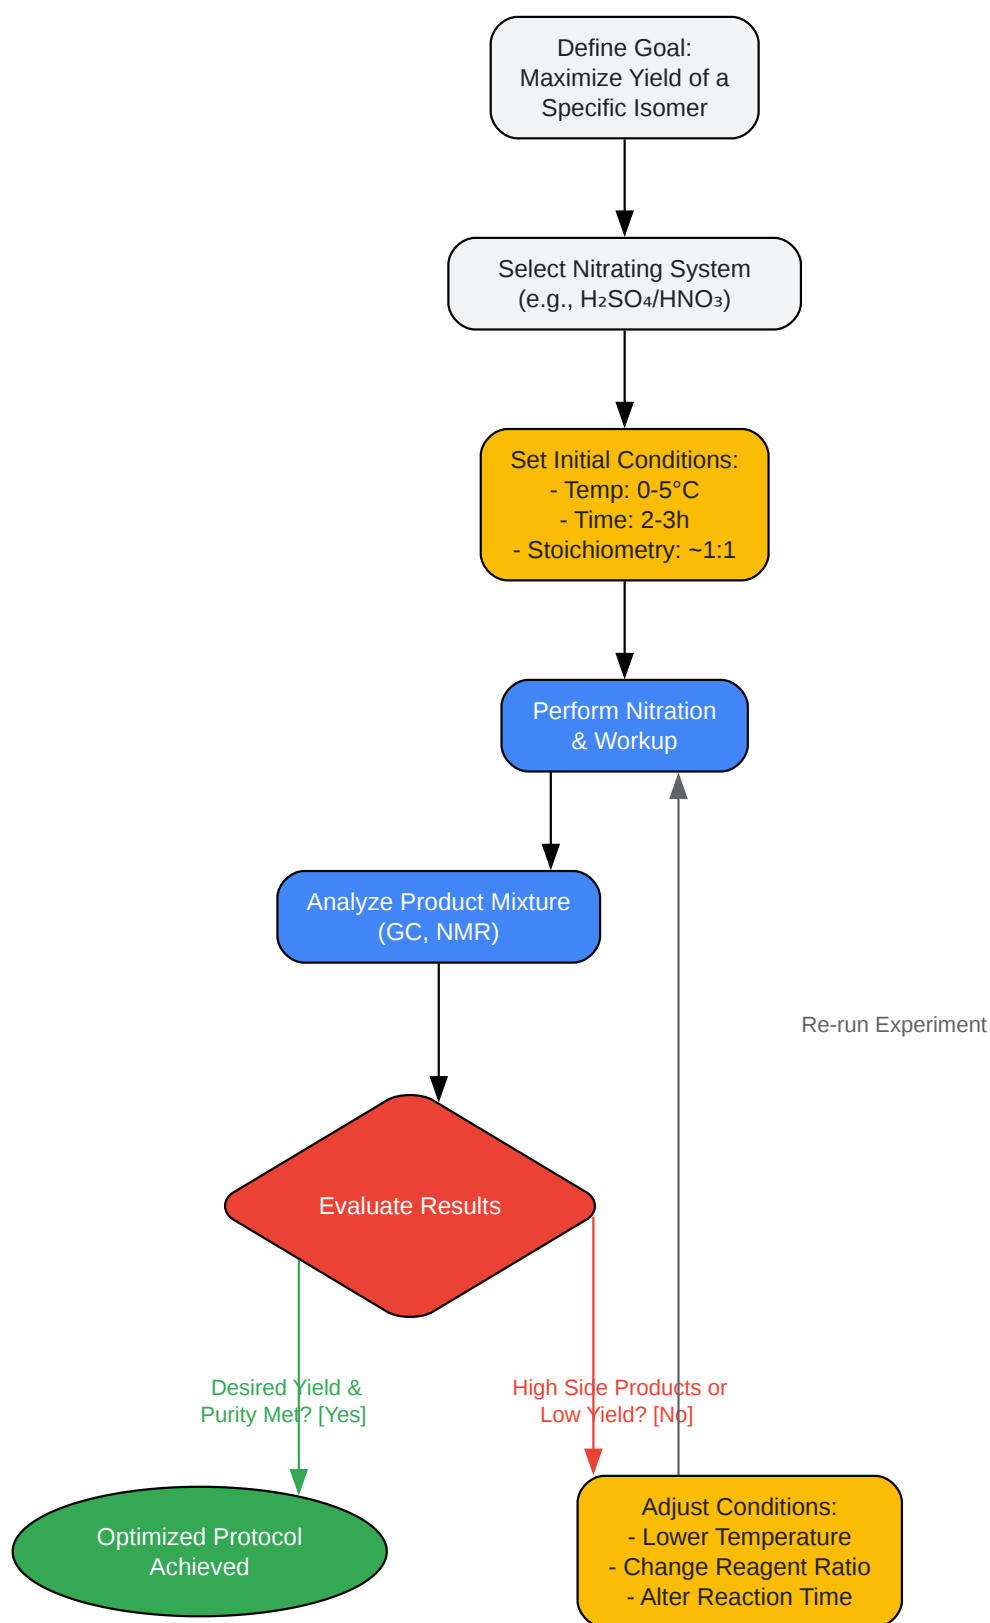 Define Goal:
Maximize Yield of a
Specific Isomer
Select Nitrating System
(e.g., H₂SO₄/HNO₃)
Set Initial Conditions:
- Temp: 0-5°C
- Time: 2-3h
- Stoichiometry: ~1:1
Perform Nitration
& Workup
Analyze Product Mixture
(GC, NMR)
Re-run Experiment
Evaluate Results
Desired Yield &
Purity Met? [Yes]
High Side Products or
Low Yield? [No]
Optimized Protocol
Achieved
Adjust Conditions:
- Lower Temperature
- Change Reagent Ratio
- Alter Reaction Time